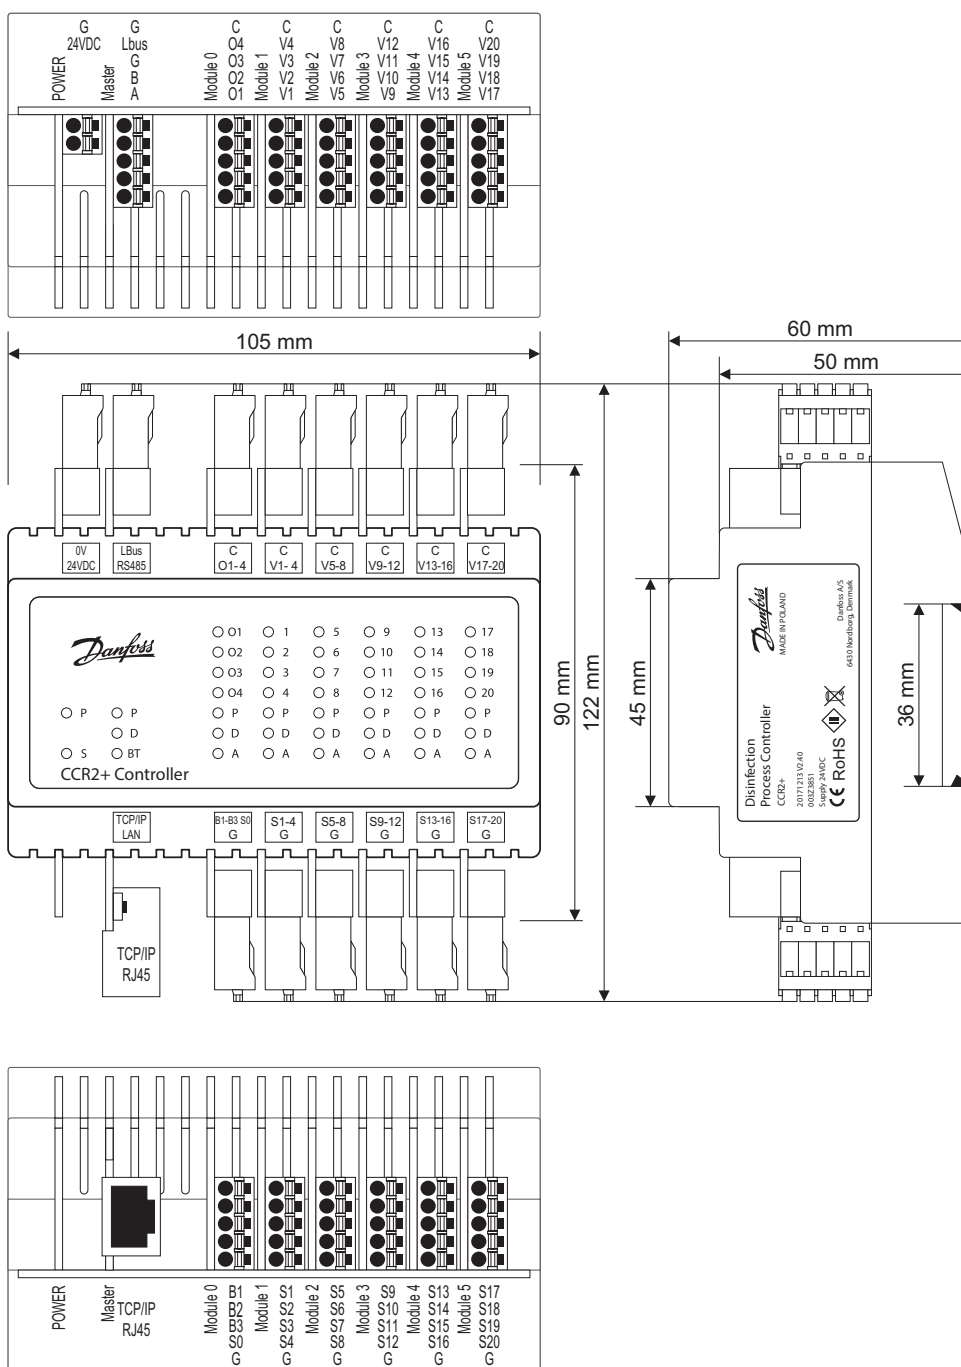 G G C C C C C C
24VDC Lbus O4 V4 V8 V12 V16 V20
G O3 V3 V7 V11 V15 V19
B O2 V2 V6 V10 V14 V18
A O1 V1 V5 V9 V13 V17
POWER Master Module 0 Module 1 Module 2 Module 3 Module 4 Module 5
105 mm
60 mm
50 mm
0V LBus C C C C C C
24VDC RS485 O1-4 V1-4 V5-8 V9-12 V13-16 V17-20
Danfoss
O1 1 5 9 13 17
O2 2 6 10 14 18
O3 3 7 11 15 19
O4 4 8 12 16 20
P P P P P P P P
D D D D D D D
S BT A A A A A A
CCR2+ Controller
TCP/IP B1-B3 S0 S1-4 S5-8 S9-12 S13-16 S17-20
LAN G G G G G G
TCP/IP
RJ45
90 mm
122 mm
45 mm
36 mm
Danfoss
MADE IN POLAND
Danfoss A/S
6430 Nordborg, Denmark
Disinfection
Process Controller
CCR2+
20171213 V2.40
003Z3851
Supply 24VDC
CE RoHS
POWER Master Module 0 Module 1 Module 2 Module 3 Module 4 Module 5
B1 S1 S5 S9 S13 S17
TCP/IP B2 S2 S6 S10 S14 S18
RJ45 B3 S3 S7 S11 S15 S19
S0 S4 S8 S12 S16 S20
G G G G G G